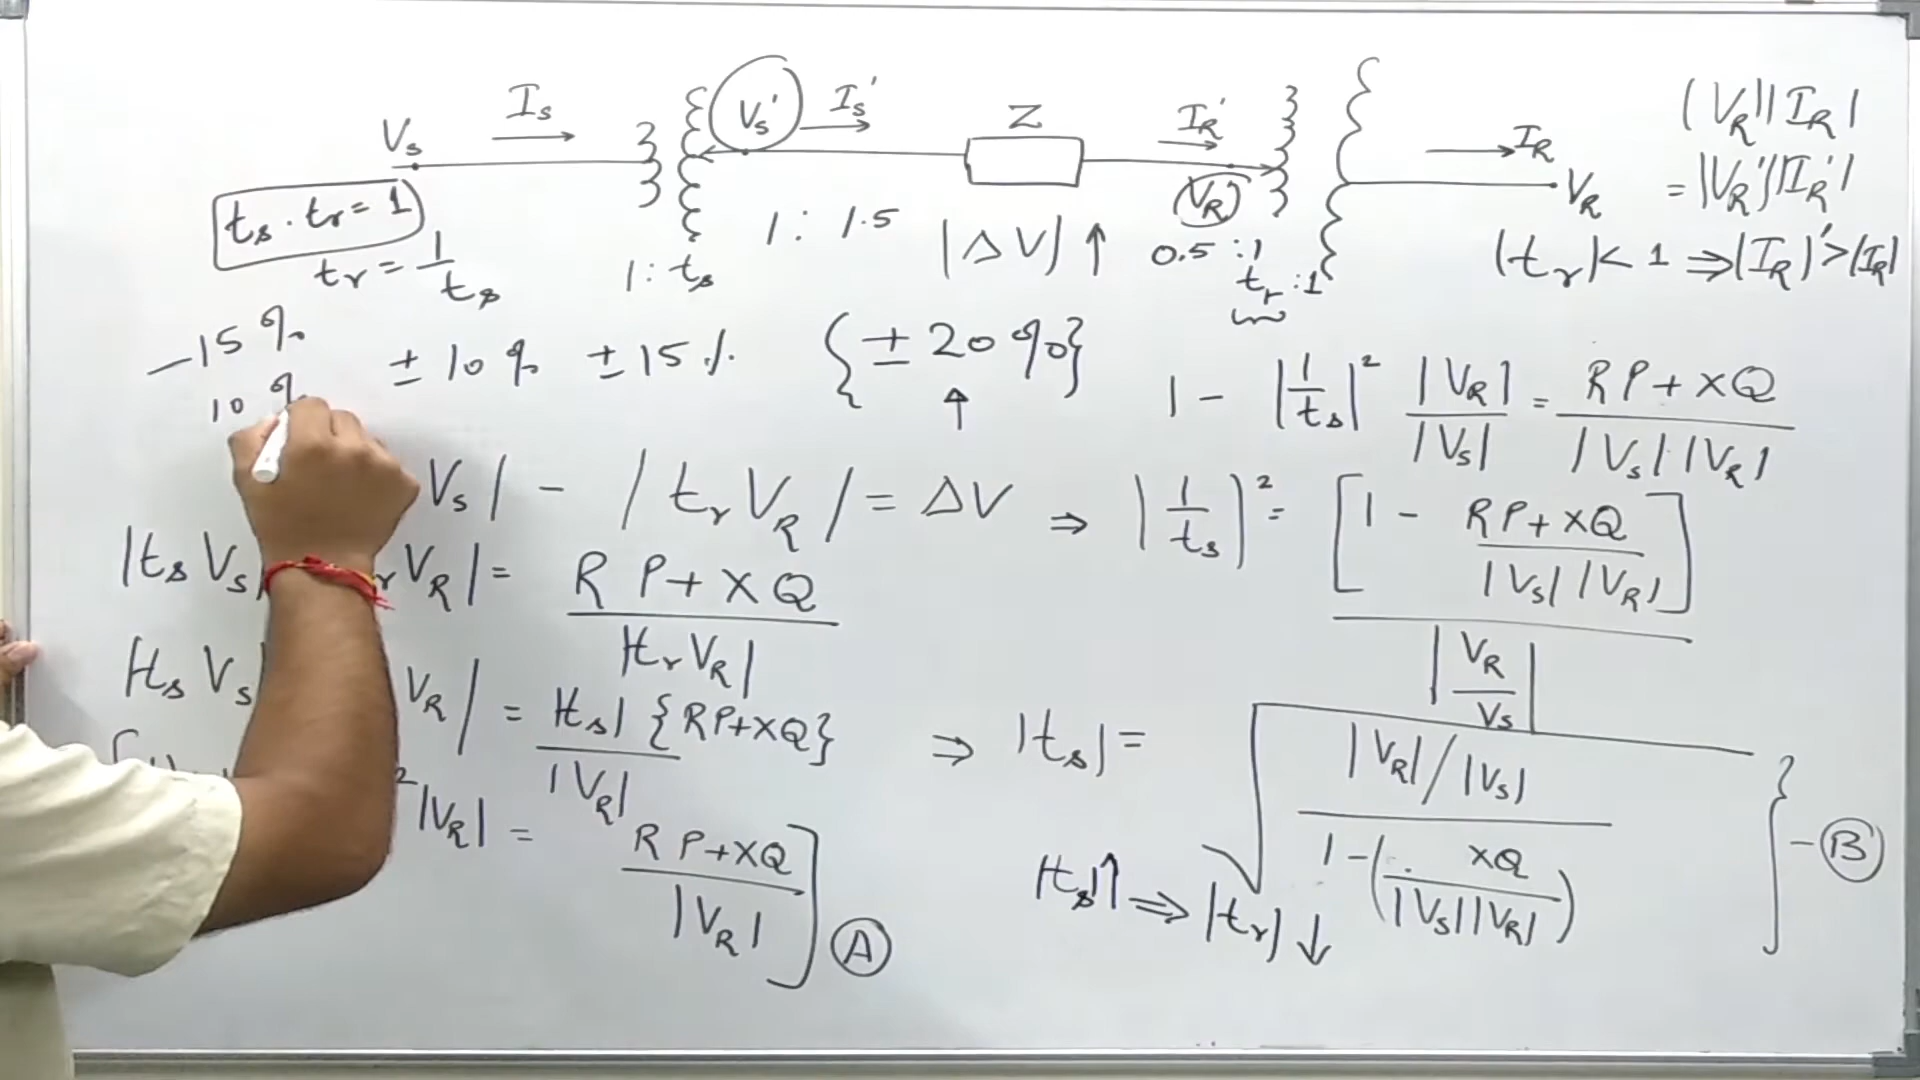 Vs Is Vs' Is' Z IR' IR VR
|VR||IR|
= |VR'||IR'|
ts . tr = 1
tr = 1/ts
1 : ts
1 : 1.5
|ΔV| ↑
VR'
0.5 : 1
tr : 1
|tr| < 1 ⇒ |IR|' > |IR|
-15 %
10 %
± 10 % ± 15 % {± 20 %}
↑
1 - |1/ts|² |VR|/|Vs| = RP + XQ / |Vs| |VR|
Vs| - |tr VR| = ΔV ⇒ |1/ts|² = [1 - RP + XQ / |Vs| |VR|] / |VR/Vs|
|ts Vs| r VR| = R P + X Q / |tr VR|
|ts Vs| VR| = |ts| {RP+XQ} / |VR|
² |VR| = R P + XQ / |VR| ] A
⇒ |ts| = √ |VR| / |Vs| / 1 - ( XQ / |Vs| |VR| ) } - B
|ts|↑ ⇒ |tr| ↓